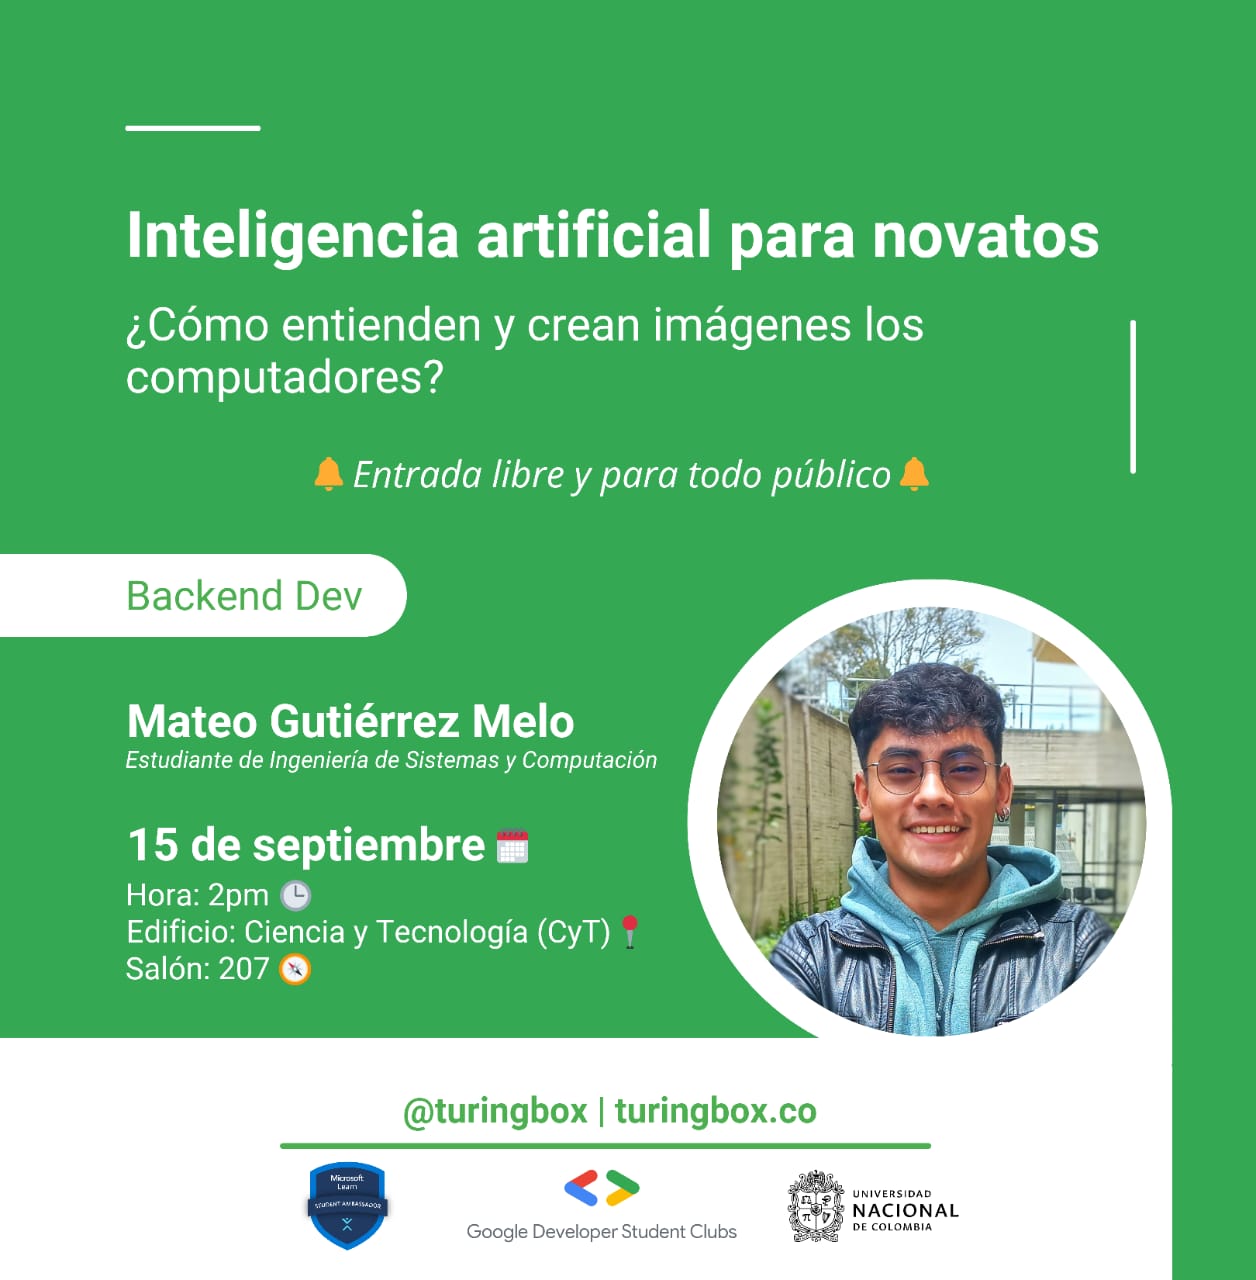 Inteligencia artificial para novatos
¿Cómo entienden y crean imágenes los
computadores?
Entrada libre y para todo público
Backend Dev
Mateo Gutiérrez Melo
Estudiante de Ingeniería de Sistemas y Computación
15 de septiembre
Hora: 2pm
Edificio: Ciencia y Tecnología (CyT)
Salón: 207
@turingbox | turingbox.co
Microsoft
Learn
STUDENT AMBASSADOR
Google Developer Student Clubs
UNIVERSIDAD
NACIONAL
DE COLOMBIA